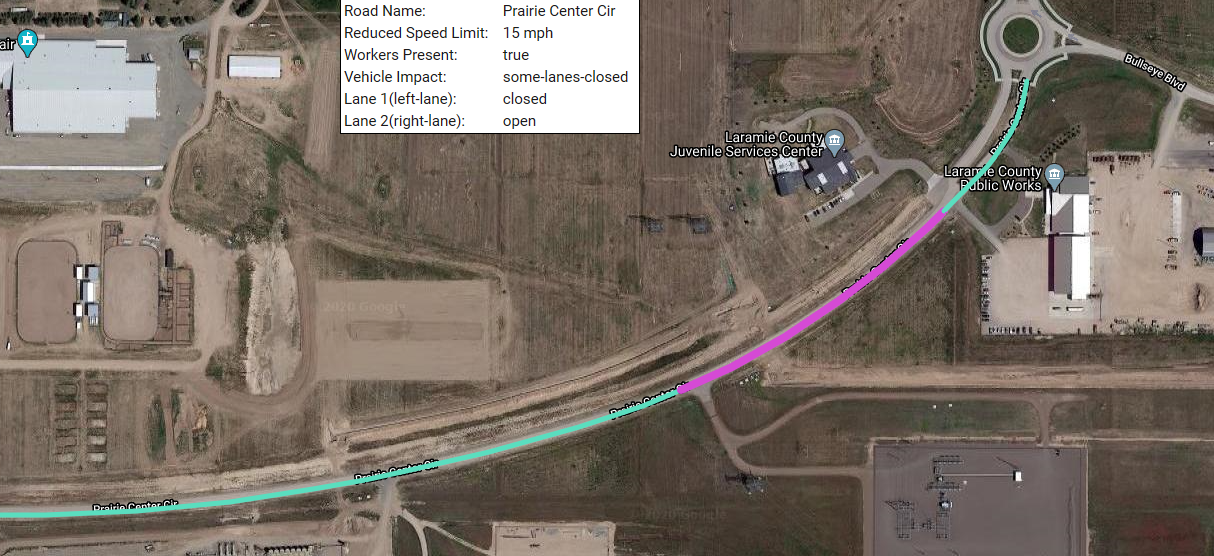 Road Name: Prairie Center Cir
Reduced Speed Limit: 15 mph
Workers Present: true
Vehicle Impact: some-lanes-closed
Lane 1(left-lane): closed
Lane 2(right-lane): open
air
Bullseye Blvd
Laramie County
Juvenile Services Center
Laramie County
Public Works
Prairie Center Cir
Prairie Center Cir
Prairie Center Cir